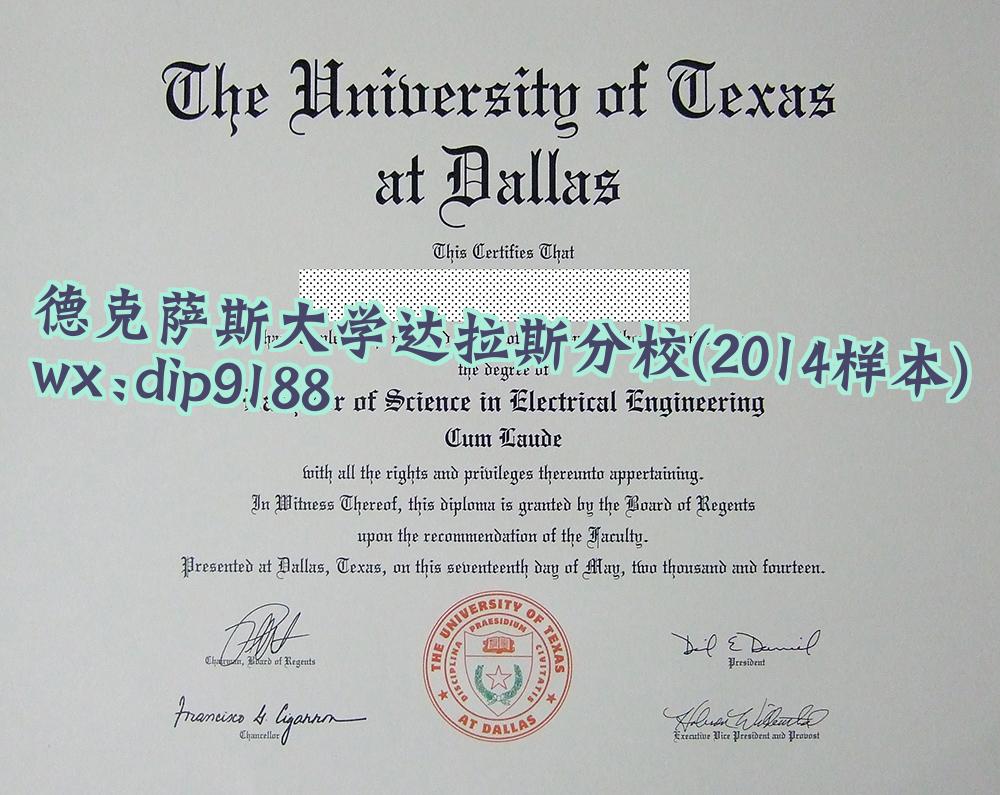 The University of Texas
at Dallas
This Certifies That
德克萨斯大学达拉斯分校(2014样本)
wx:dip9188
the degree of
of Science in Electrical Engineering
Cum Laude
with all the rights and privileges thereunto appertaining.
In Witness Thereof, this diploma is granted by the Board of Regents
upon the recommendation of the Faculty.
Presented at Dallas, Texas, on this seventeenth day of May, two thousand and fourteen.
Chairman, Board of Regents
President
Francisco G. Cigarroa
Chancellor
Executive Vice President and Provost
THE UNIVERSITY OF TEXAS
AT DALLAS
DISCIPLINA PRAESIDIUM CIVITATIS